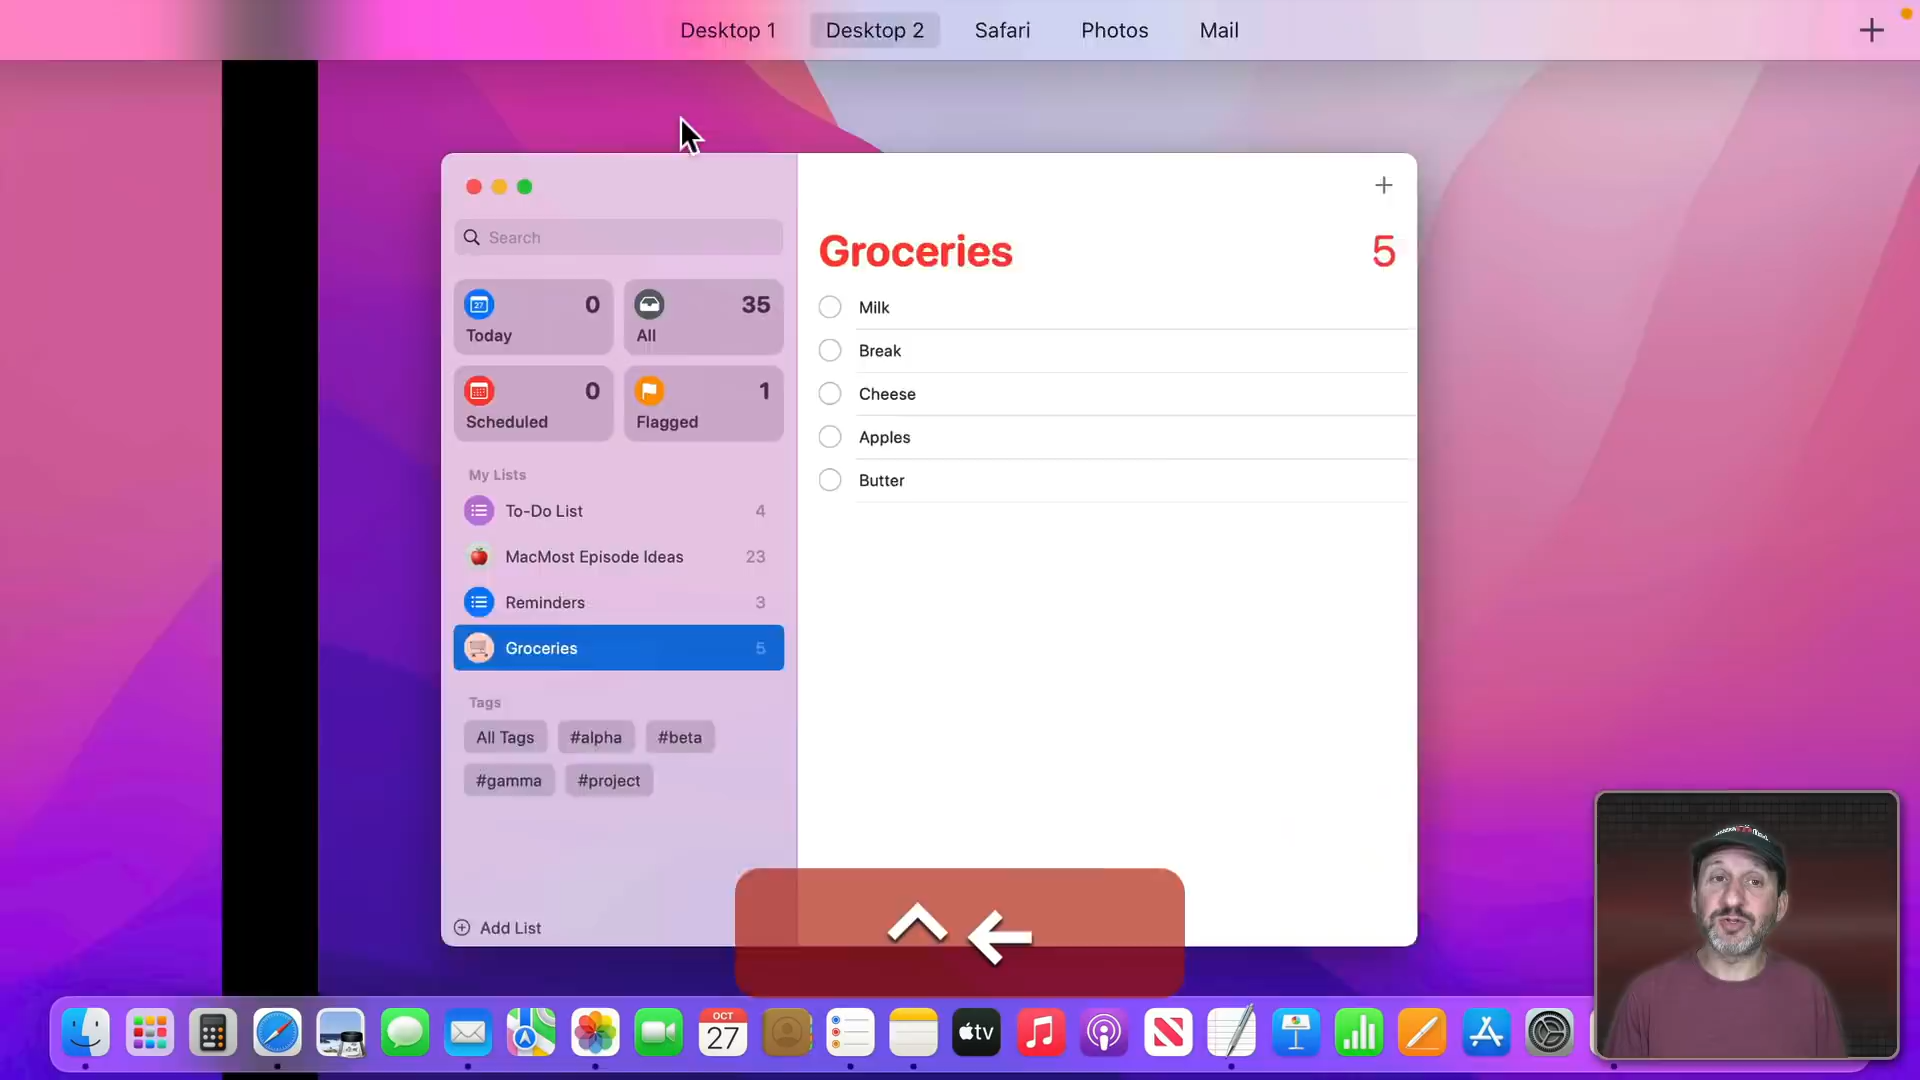 Desktop 1 Desktop 2 Safari Photos Mail
Search
Today 0
All 35
Scheduled 0
Flagged 1
My Lists
To-Do List 4
MacMost Episode Ideas 23
Reminders 3
Groceries 5
Tags
All Tags #alpha #beta
#gamma #project
Add List
Groceries 5
Milk
Break
Cheese
Apples
Butter
OCT
27
tv